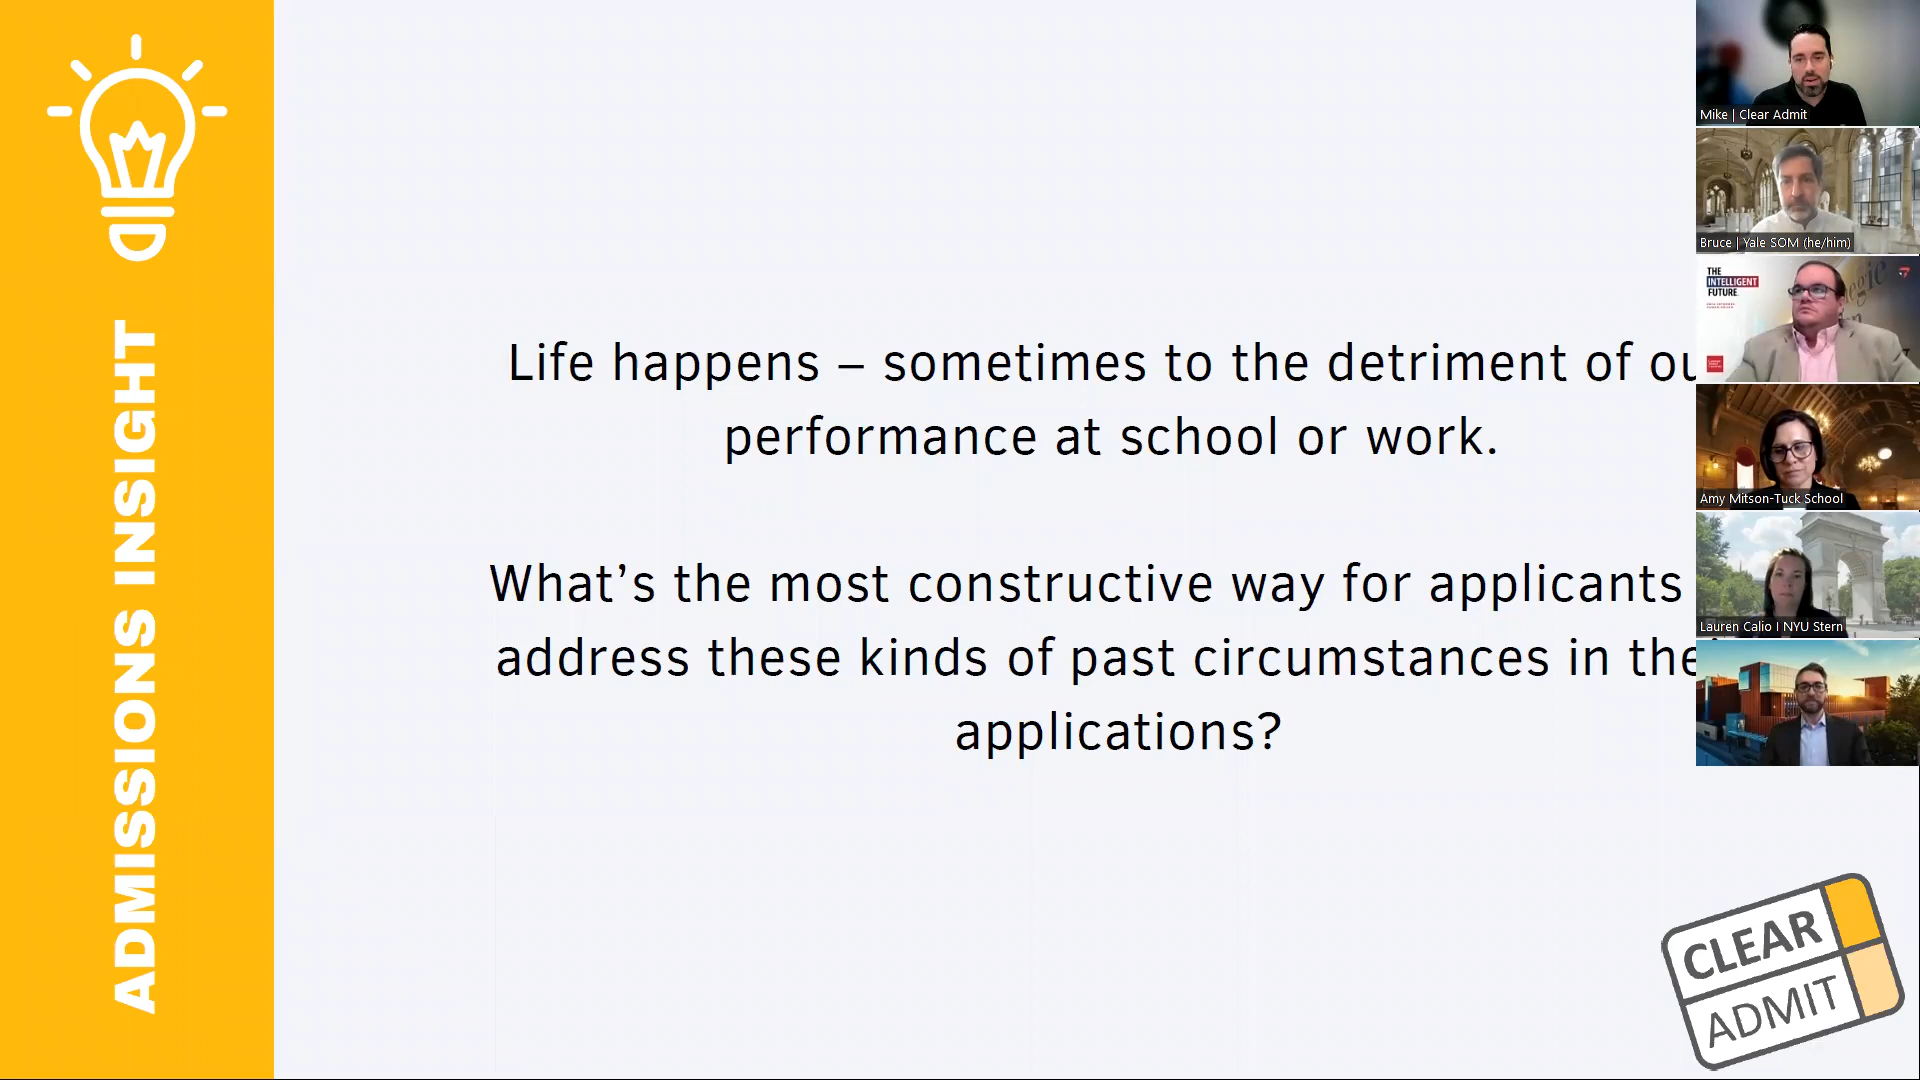 ADMISSIONS INSIGHT
Life happens – sometimes to the detriment of ou
performance at school or work.
What’s the most constructive way for applicants
address these kinds of past circumstances in the
applications?
Mike | Clear Admit
Bruce | Yale SOM (he/him)
THE
INTELLIGENT
FUTURE
Amy Mitson-Tuck School
Lauren Calio I NYU Stern
CLEAR
ADMIT